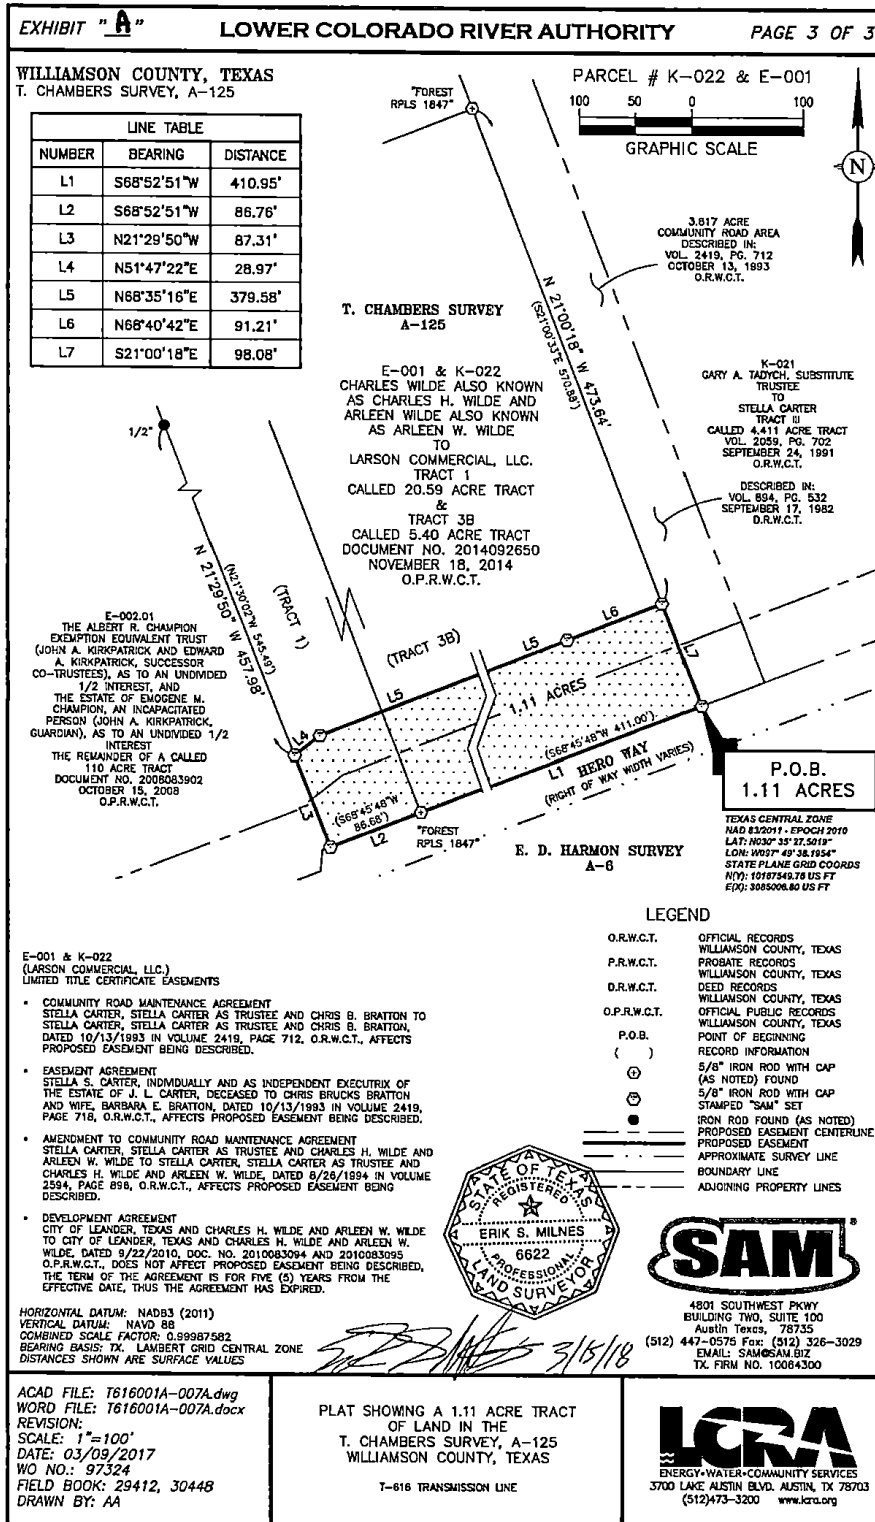 EXHIBIT "A"
LOWER COLORADO RIVER AUTHORITY
PAGE 3 OF 3
WILLIAMSON COUNTY, TEXAS
T. CHAMBERS SURVEY, A-125
LINE TABLE
NUMBER BEARING DISTANCE
L1 S68°52'51"W 410.95'
L2 S68°52'51"W 86.76'
L3 N21°29'50"W 87.31'
L4 N51°47'22"E 28.97'
L5 N68°35'16"E 379.58'
L6 N68°40'42"E 91.21'
L7 S21°00'18"E 98.08'
"FOREST
RPLS 1847"
PARCEL # K-022 & E-001
100 50 0 100
GRAPHIC SCALE
N
3.817 ACRE
COMMUNITY ROAD AREA
DESCRIBED IN:
VOL. 2419, PG. 712
OCTOBER 13, 1993
O.R.W.C.T.
N 21°00'18" W 473.64'
(S21°00'33"E 570.88')
T. CHAMBERS SURVEY
A-125
E-001 & K-022
CHARLES WILDE ALSO KNOWN
AS CHARLES H. WILDE AND
ARLEEN WILDE ALSO KNOWN
AS ARLEEN W. WILDE
TO
LARSON COMMERCIAL, LLC.
TRACT 1
CALLED 20.59 ACRE TRACT
&
TRACT 3B
CALLED 5.40 ACRE TRACT
DOCUMENT NO. 2014092650
NOVEMBER 18, 2014
O.P.R.W.C.T.
K-021
GARY A. TADYCH, SUBSTITUTE
TRUSTEE
TO
STELLA CARTER
TRACT III
CALLED 4.411 ACRE TRACT
VOL. 2059, PG. 702
SEPTEMBER 24, 1991
O.R.W.C.T.
DESCRIBED IN:
VOL. 894, PG. 532
SEPTEMBER 17, 1982
D.R.W.C.T.
1/2"
N 21°29'50" W 457.98'
(N21°30'02"W 545.49')
(TRACT 1)
(TRACT 3B)
E-002.01
THE ALBERT R. CHAMPION
EXEMPTION EQUIVALENT TRUST
(JOHN A. KIRKPATRICK AND EDWARD
A. KIRKPATRICK, SUCCESSOR
CO-TRUSTEES), AS TO AN UNDIVIDED
1/2 INTEREST, AND
THE ESTATE OF EMOGENE M.
CHAMPION, AN INCAPACITATED
PERSON (JOHN A. KIRKPATRICK,
GUARDIAN), AS TO AN UNDIVIDED 1/2
INTEREST
THE REMAINDER OF A CALLED
110 ACRE TRACT
DOCUMENT NO. 2008083902
OCTOBER 15, 2008
O.P.R.W.C.T.
L4
L5
L5
L6
L7
L3
1.11 ACRES
(S68°45'48"W 411.00')
L1 HERO WAY
(RIGHT OF WAY WIDTH VARIES)
(S68°45'48"W
86.68')
L2
"FOREST
RPLS 1847"
E. D. HARMON SURVEY
A-6
P.O.B.
1.11 ACRES
TEXAS CENTRAL ZONE
NAD 83/2011 - EPOCH 2010
LAT: N030° 35' 27.5019"
LON: W097° 49' 38.1954"
STATE PLANE GRID COORDS
N(Y): 10187549.78 US FT
E(X): 3085006.80 US FT
LEGEND
O.R.W.C.T. OFFICIAL RECORDS
WILLIAMSON COUNTY, TEXAS
P.R.W.C.T. PROBATE RECORDS
WILLIAMSON COUNTY, TEXAS
D.R.W.C.T. DEED RECORDS
WILLIAMSON COUNTY, TEXAS
O.P.R.W.C.T. OFFICIAL PUBLIC RECORDS
WILLIAMSON COUNTY, TEXAS
P.O.B. POINT OF BEGINNING
( ) RECORD INFORMATION
5/8" IRON ROD WITH CAP
(AS NOTED) FOUND
5/8" IRON ROD WITH CAP
STAMPED "SAM" SET
IRON ROD FOUND (AS NOTED)
PROPOSED EASEMENT CENTERLINE
PROPOSED EASEMENT
APPROXIMATE SURVEY LINE
BOUNDARY LINE
ADJOINING PROPERTY LINES
E-001 & K-022
(LARSON COMMERCIAL, LLC.)
LIMITED TITLE CERTIFICATE EASEMENTS
• COMMUNITY ROAD MAINTENANCE AGREEMENT
STELLA CARTER, STELLA CARTER AS TRUSTEE AND CHRIS B. BRATTON TO
STELLA CARTER, STELLA CARTER AS TRUSTEE AND CHRIS B. BRATTON,
DATED 10/13/1993 IN VOLUME 2419, PAGE 712, O.R.W.C.T., AFFECTS
PROPOSED EASEMENT BEING DESCRIBED.
• EASEMENT AGREEMENT
STELLA S. CARTER, INDIVIDUALLY AND AS INDEPENDENT EXECUTRIX OF
THE ESTATE OF J. L. CARTER, DECEASED TO CHRIS BRUCKS BRATTON
AND WIFE, BARBARA E. BRATTON, DATED 10/13/1993 IN VOLUME 2419,
PAGE 718, O.R.W.C.T., AFFECTS PROPOSED EASEMENT BEING DESCRIBED.
• AMENDMENT TO COMMUNITY ROAD MAINTENANCE AGREEMENT
STELLA CARTER, STELLA CARTER AS TRUSTEE AND CHARLES H. WILDE AND
ARLEEN W. WILDE TO STELLA CARTER, STELLA CARTER AS TRUSTEE AND
CHARLES H. WILDE AND ARLEEN W. WILDE, DATED 8/26/1994 IN VOLUME
2594, PAGE 898, O.R.W.C.T., AFFECTS PROPOSED EASEMENT BEING
DESCRIBED.
• DEVELOPMENT AGREEMENT
CITY OF LEANDER, TEXAS AND CHARLES H. WILDE AND ARLEEN W. WILDE
TO CITY OF LEANDER, TEXAS AND CHARLES H. WILDE AND ARLEEN W.
WILDE, DATED 9/22/2010, DOC. NO. 2010083094 AND 2010083095
O.P.R.W.C.T., DOES NOT AFFECT PROPOSED EASEMENT BEING DESCRIBED,
THE TERM OF THE AGREEMENT IS FOR FIVE (5) YEARS FROM THE
EFFECTIVE DATE, THUS THE AGREEMENT HAS EXPIRED.
HORIZONTAL DATUM: NAD83 (2011)
VERTICAL DATUM: NAVD 88
COMBINED SCALE FACTOR: 0.99987582
BEARING BASIS: TX. LAMBERT GRID CENTRAL ZONE
DISTANCES SHOWN ARE SURFACE VALUES
STATE OF TEXAS
REGISTERED
ERIK S. MILNES
6622
PROFESSIONAL
LAND SURVEYOR
3/15/18
SAM
4801 SOUTHWEST PKWY
BUILDING TWO, SUITE 100
Austin Texas, 78735
(512) 447-0575 Fax: (512) 326-3029
EMAIL: SAM@SAM.BIZ
TX. FIRM NO. 10064300
ACAD FILE: T616001A-007A.dwg
WORD FILE: T616001A-007A.docx
REVISION:
SCALE: 1"=100'
DATE: 03/09/2017
WO NO.: 97324
FIELD BOOK: 29412, 30448
DRAWN BY: AA
PLAT SHOWING A 1.11 ACRE TRACT
OF LAND IN THE
T. CHAMBERS SURVEY, A-125
WILLIAMSON COUNTY, TEXAS
T-616 TRANSMISSION LINE
LCRA
ENERGY•WATER•COMMUNITY SERVICES
3700 LAKE AUSTIN BLVD. AUSTIN, TX 78703
(512)473-3200 www.lcra.org